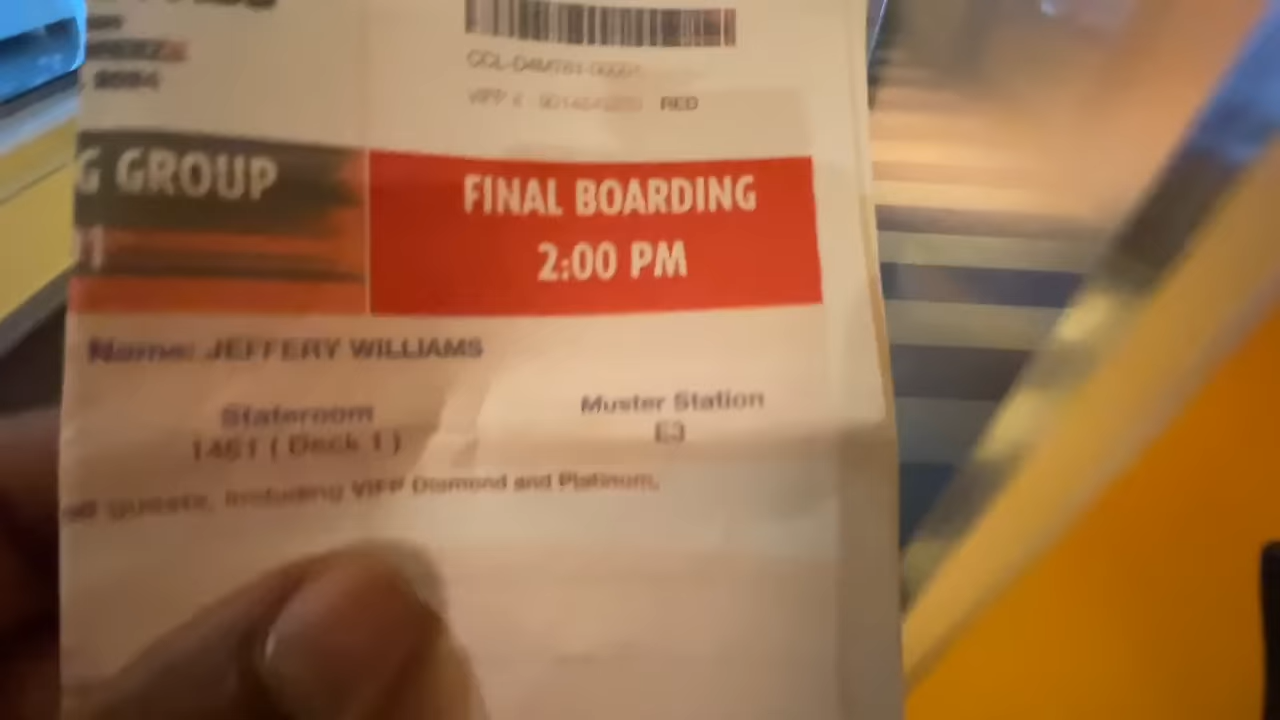 RED
G GROUP
FINAL BOARDING
2:00 PM
1
Name: JEFFERY WILLIAMS
Stateroom
Muster Station
1461 ( Deck 1 )
E3
guests, including VIFP Diamond and Platinum,